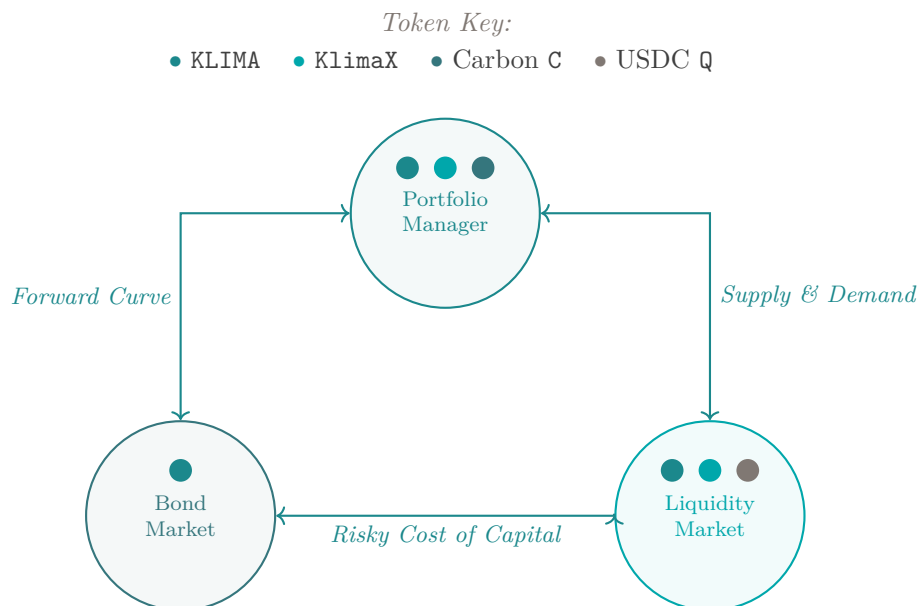 Token Key:
KLIMA KlimaX Carbon C USDC Q
Portfolio
Manager
Forward Curve
Supply & Demand
Bond
Market
Liquidity
Market
Risky Cost of Capital